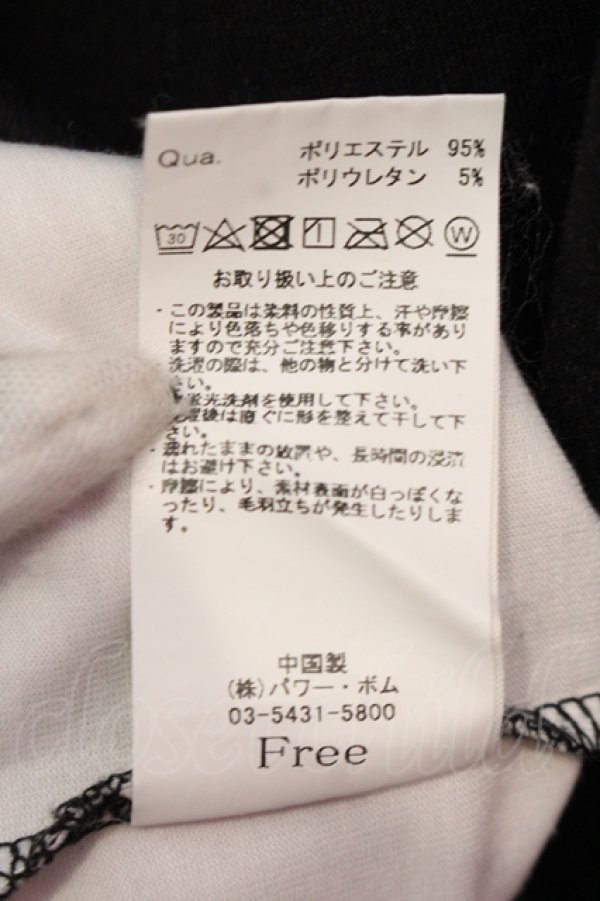 Qua.
ポリエステル 95%
ポリウレタン 5%
30
W
お取り扱い上のご注意
・この製品は染料の性質上、汗や摩擦
により色落ちや色移りする事があり
ますので充分ご注意下さい。
洗濯の際は、他の物と分けて洗い下
さい。
蛍光洗剤を使用して下さい。
濯後は直ぐに形を整えて干して下
さい。
・濡れたままの放置や、長時間の浸漬
はお避け下さい。
・摩擦により、素材表面が白っぽくな
ったり、毛羽立ちが発生したりしま
す。
中国製
(株)パワー・ボム
03-5431-5800
Free